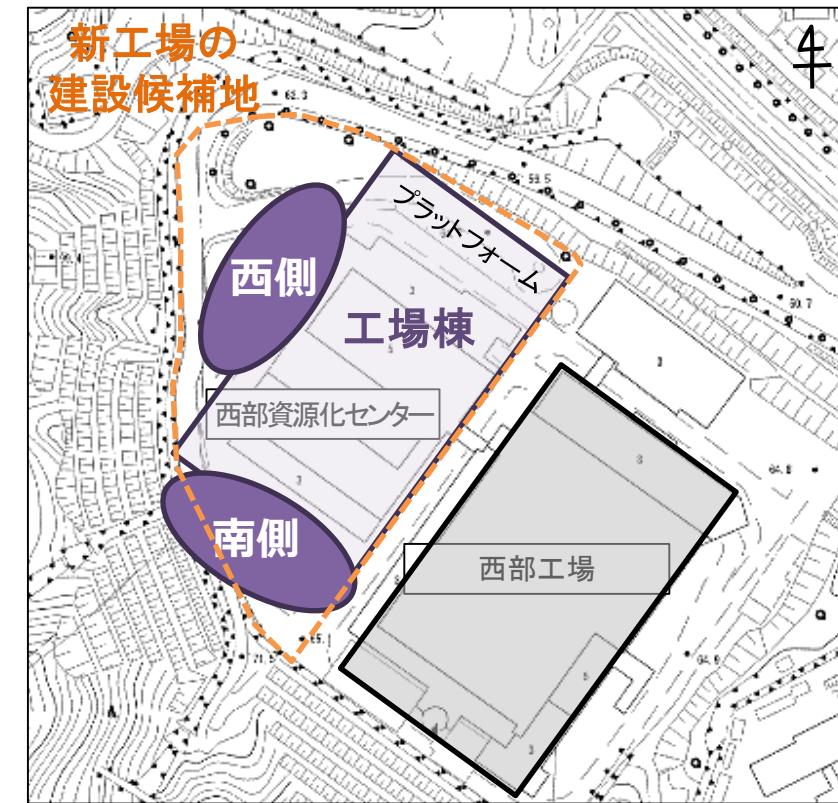 新工場の
建設候補地
プラットフォーム
西側
工場棟
西部資源化センター
南側
西部工場